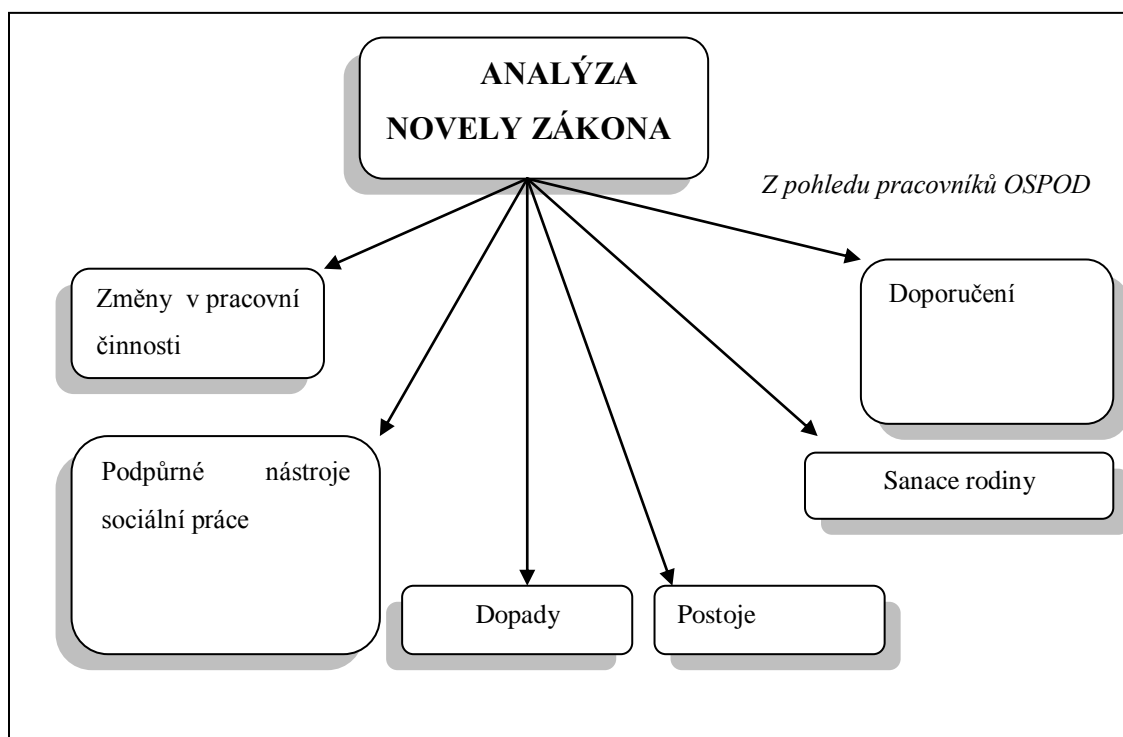 ANALÝZA
NOVELY ZÁKONA
Z pohledu pracovníků OSPOD
Změny v pracovní
činnosti
Doporučení
Podpůrné nástroje
sociální práce
Sanace rodiny
Dopady
Postoje